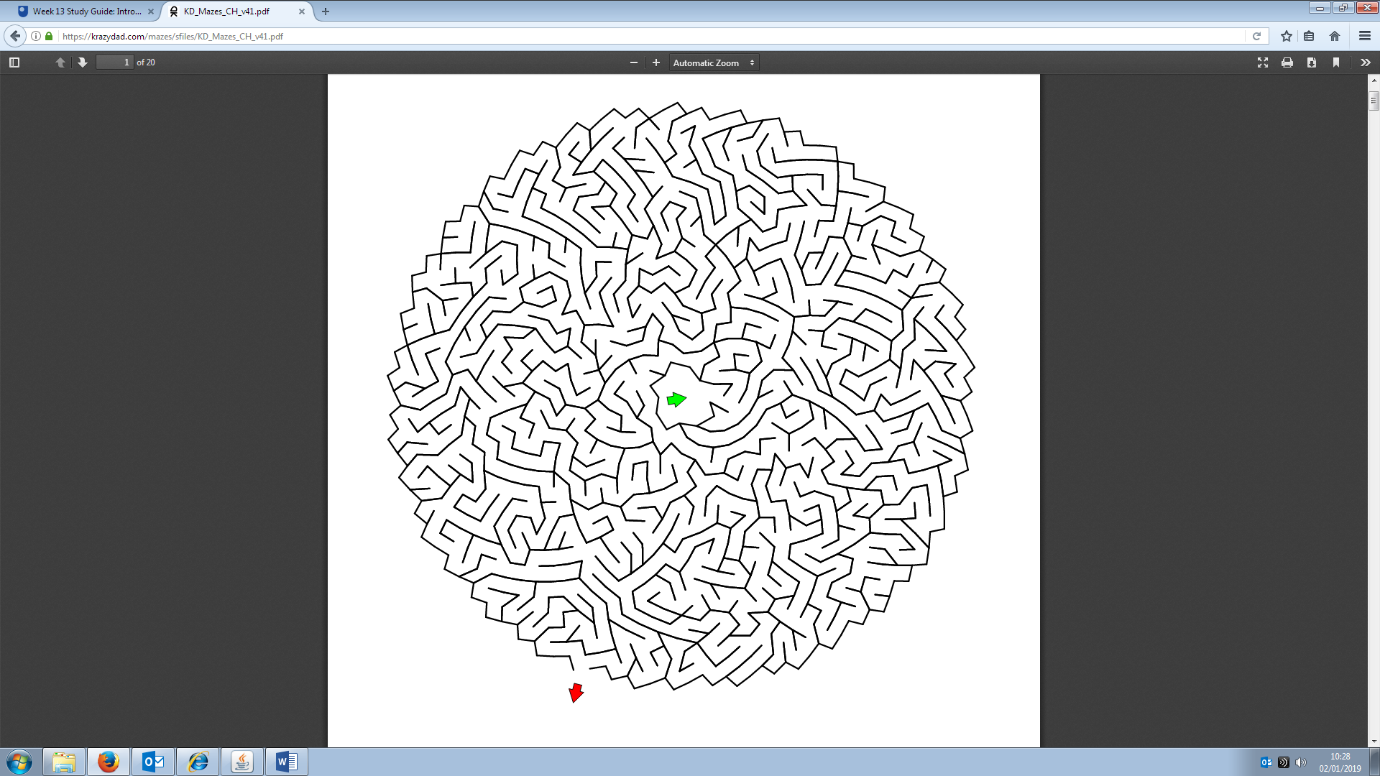 Week 13 Study Guide: Intro...
KD_Mazes_CH_v41.pdf
https://krazydad.com/mazes/sfiles/KD_Mazes_CH_v41.pdf
1 of 20
Automatic Zoom
10:28
02/01/2019